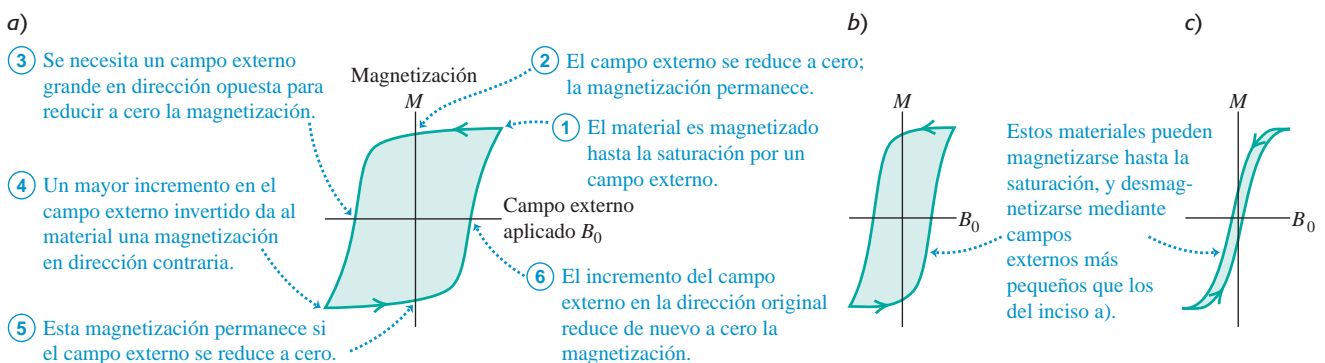 a)
3 Se necesita un campo externo
grande en dirección opuesta para
reducir a cero la magnetización.
Magnetización
M
2 El campo externo se reduce a cero;
la magnetización permanece.
1 El material es magnetizado
hasta la saturación por un
campo externo.
4 Un mayor incremento en el
campo externo invertido da al
material una magnetización
en dirección contraria.
Campo externo
aplicado B₀
6 El incremento del campo
externo en la dirección original
reduce de nuevo a cero la
magnetización.
5 Esta magnetización permanece si
el campo externo se reduce a cero.
b)
M
B₀
Estos materiales pueden
magnetizarse hasta la
saturación, y desmag-
netizarse mediante
campos
externos más
pequeños que los
del inciso a).
c)
M
B₀